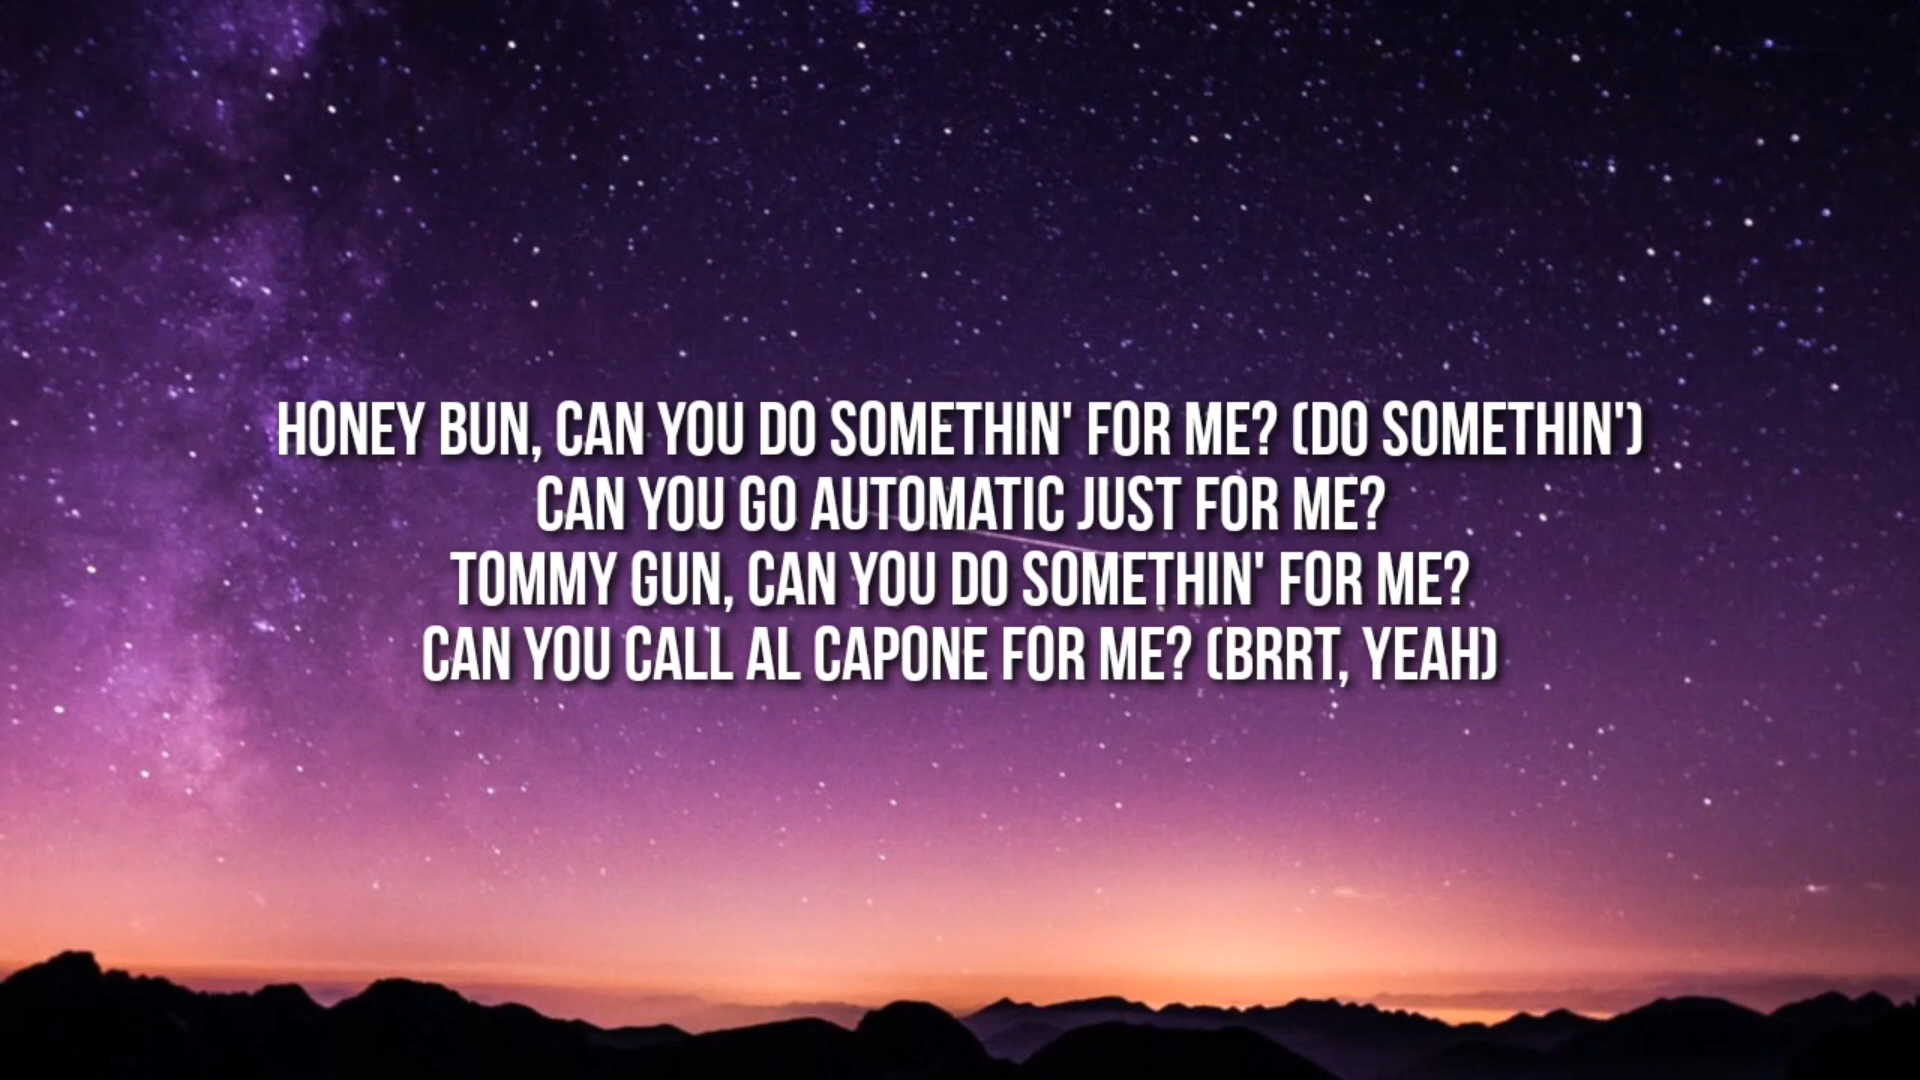 HONEY BUN, CAN YOU DO SOMETHIN' FOR ME? (DO SOMETHIN')
CAN YOU GO AUTOMATIC JUST FOR ME?
TOMMY GUN, CAN YOU DO SOMETHIN' FOR ME?
CAN YOU CALL AL CAPONE FOR ME? (BRRT, YEAH)